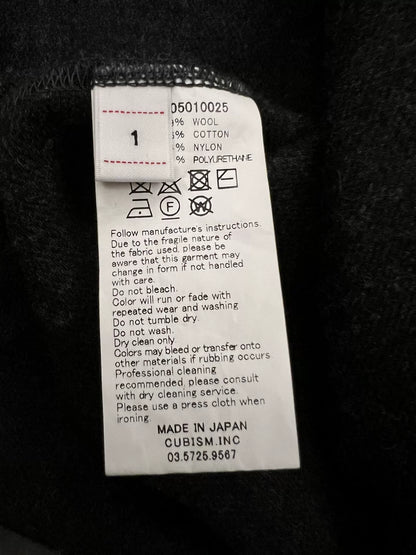 05010025
1
% WOOL
% COTTON
% NYLON
% POLYURETHANE
F
Follow manufacture's instructions.
Due to the fragile nature of
the fabric used, please be
aware that this garment may
change in form if not handled
with care.
Do not bleach.
Color will run or fade with
repeated wear and washing
Do not tumble dry.
Do not wash.
Dry clean only
Colors may bleed or transfer onto
other materials if rubbing occurs.
Professional cleaning
recommended, please consult
with dry cleaning service.
Please use a press cloth when
ironing.
MADE IN JAPAN
CUBISM.INC
03.5725.9567